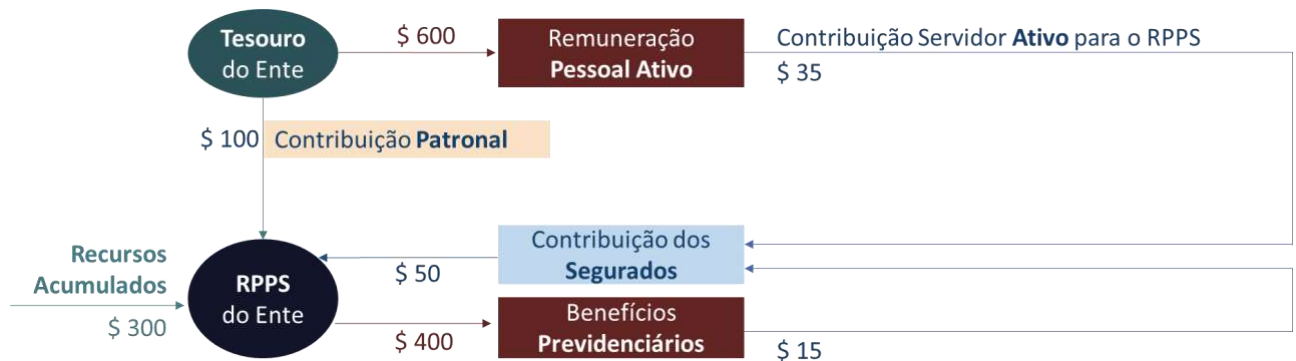 Tesouro
do Ente
$ 600
Remuneração
Pessoal Ativo
Contribuição Servidor Ativo para o RPPS
$ 35
$ 100
Contribuição Patronal
Recursos
Acumulados
$ 300
RPPS
do Ente
$ 50
Contribuição dos
Segurados
$ 400
Benefícios
Previdenciários
$ 15